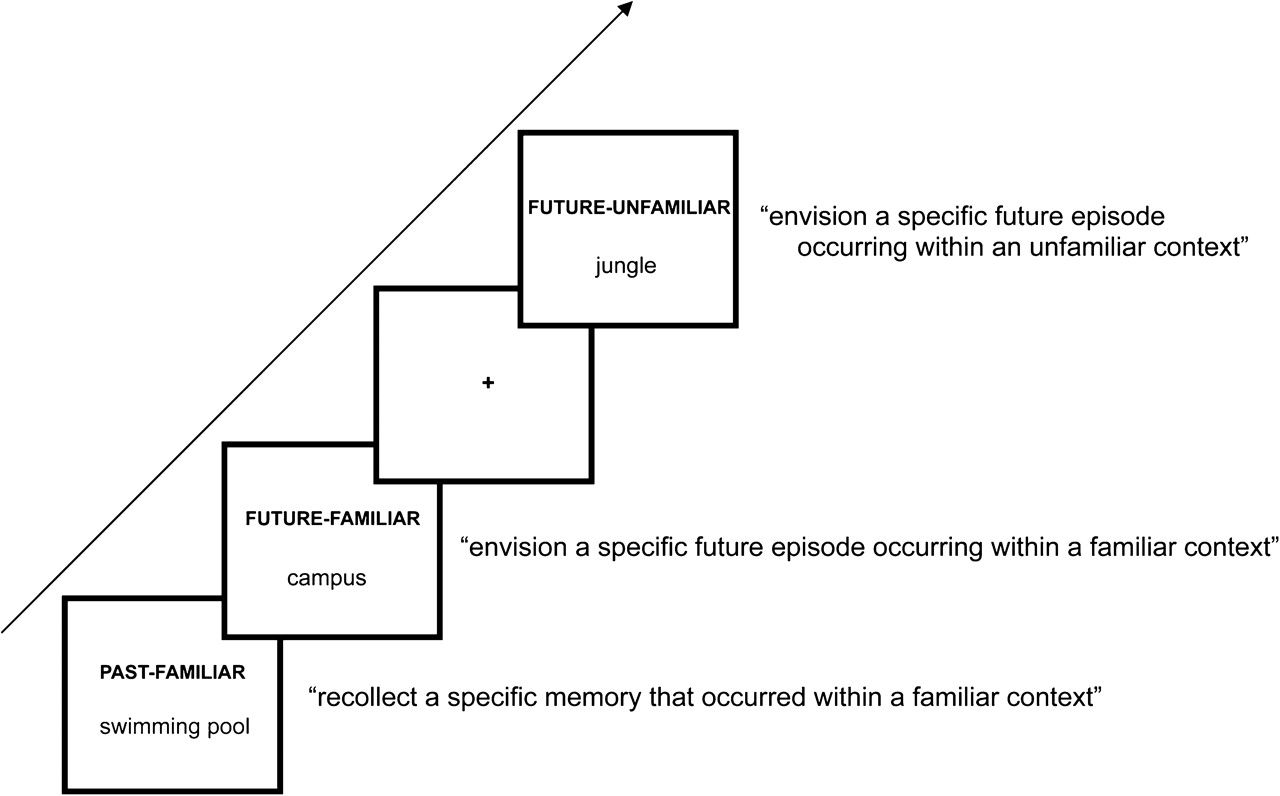 FUTURE-UNFAMILIAR
jungle
“envision a specific future episode
occurring within an unfamiliar context”
+
FUTURE-FAMILIAR
campus
“envision a specific future episode occurring within a familiar context”
PAST-FAMILIAR
swimming pool
“recollect a specific memory that occurred within a familiar context”